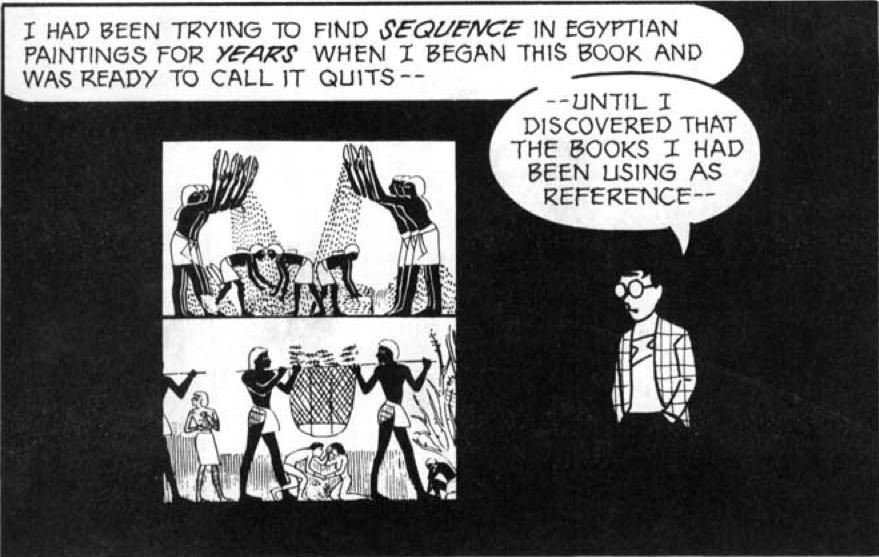 I HAD BEEN TRYING TO FIND SEQUENCE IN EGYPTIAN
PAINTINGS FOR YEARS WHEN I BEGAN THIS BOOK AND
WAS READY TO CALL IT QUITS--
--UNTIL I
DISCOVERED THAT
THE BOOKS I HAD
BEEN USING AS
REFERENCE--